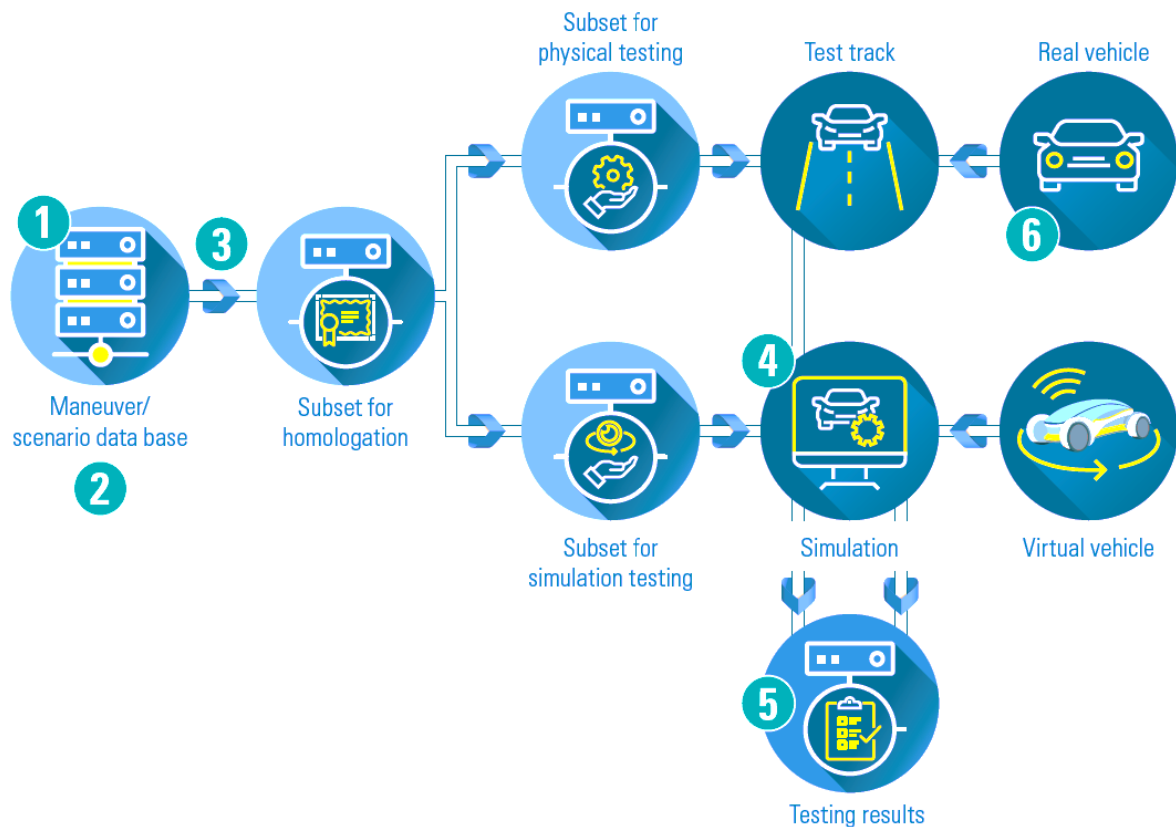 Subset for
physical testing
Test track
Real vehicle
1
3
6
Maneuver/
scenario data base
2
Subset for
homologation
4
Subset for
simulation testing
Simulation
Virtual vehicle
5
Testing results